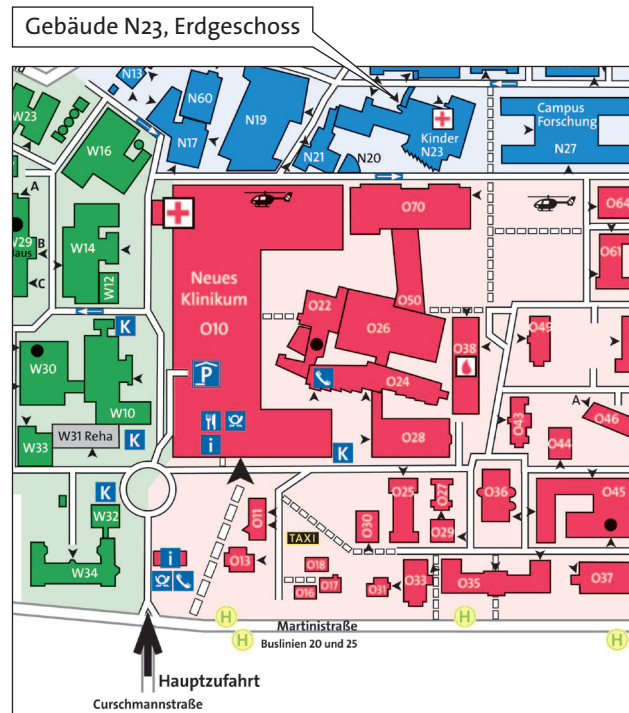 Gebäude N23, Erdgeschoss
N13
N60
N19
N17
N21
N20
Kinder
N23
Campus
Forschung
N27
W23
W16
A
W29
B
C
W14
W12
O70
O64
O61
Neues
Klinikum
O10
O22
O50
O26
O38
O24
O49
K
W30
P
W10
W31 Reha
K
W33
i
K
O28
O43
A
O46
O44
K
W32
O11
TAXI
O30
O25
O27
O29
O36
O45
W34
i
O13
O18
O17
O16
O31
O33
O35
O37
H
H
H
H
Martinistraße
Buslinien 20 und 25
Hauptzufahrt
Curschmannstraße